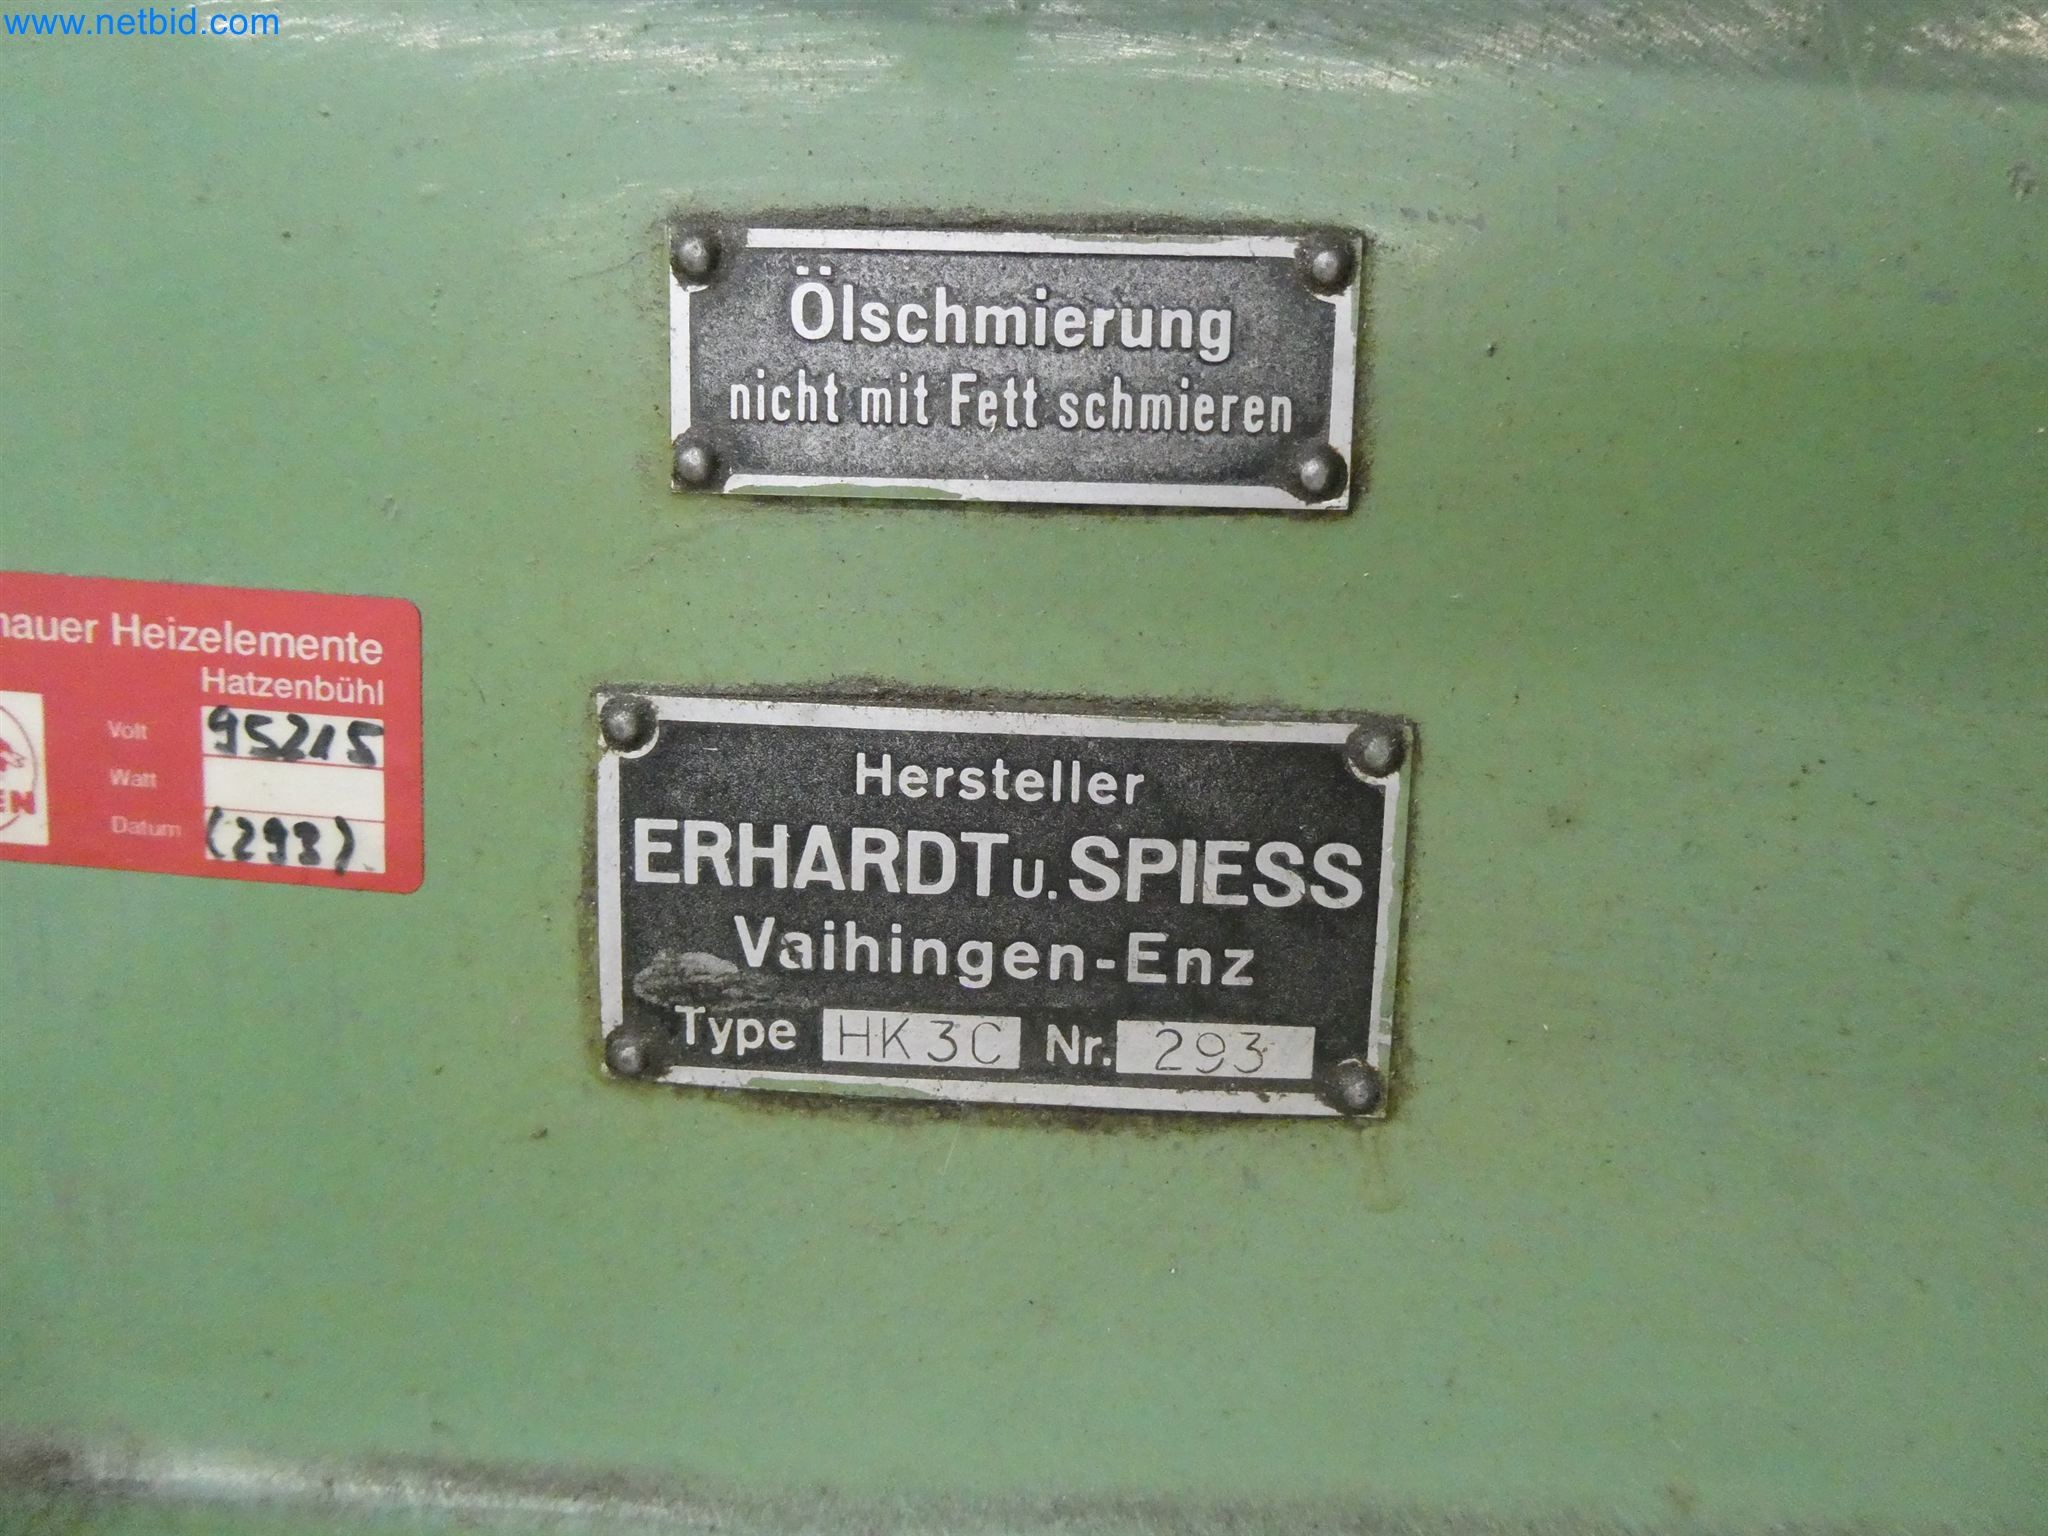 www.netbid.com
Ölschmierung
nicht mit Fett schmieren
Heizelemente
Hatzenbühl
Volt 95215
Watt
Datum (293)
Hersteller
ERHARDT u. SPIESS
Vaihingen-Enz
Type HK3C Nr. 293